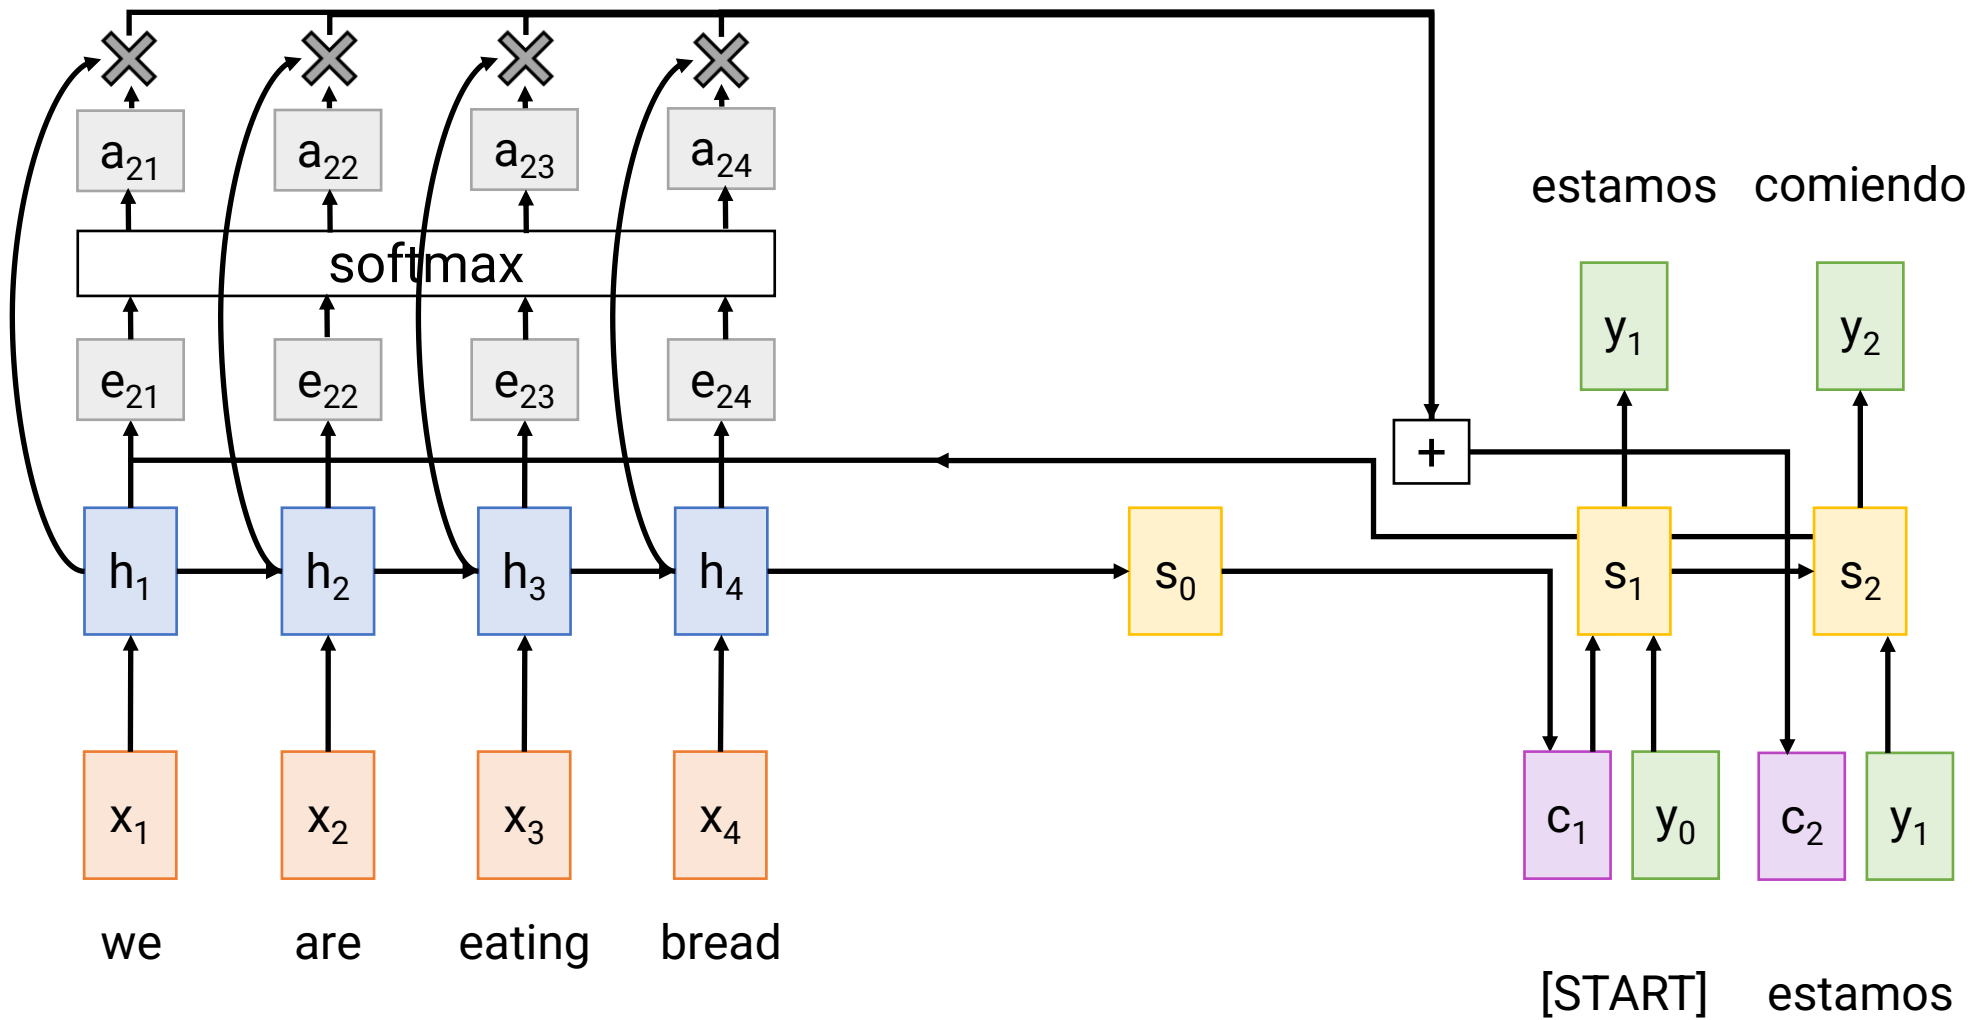 a21 a22 a23 a24
estamos comiendo
softmax
y1 y2
e21 e22 e23 e24
+
h1 h2 h3 h4 s0 s1 s2
x1 x2 x3 x4 c1 y0 c2 y1
we are eating bread
[START] estamos